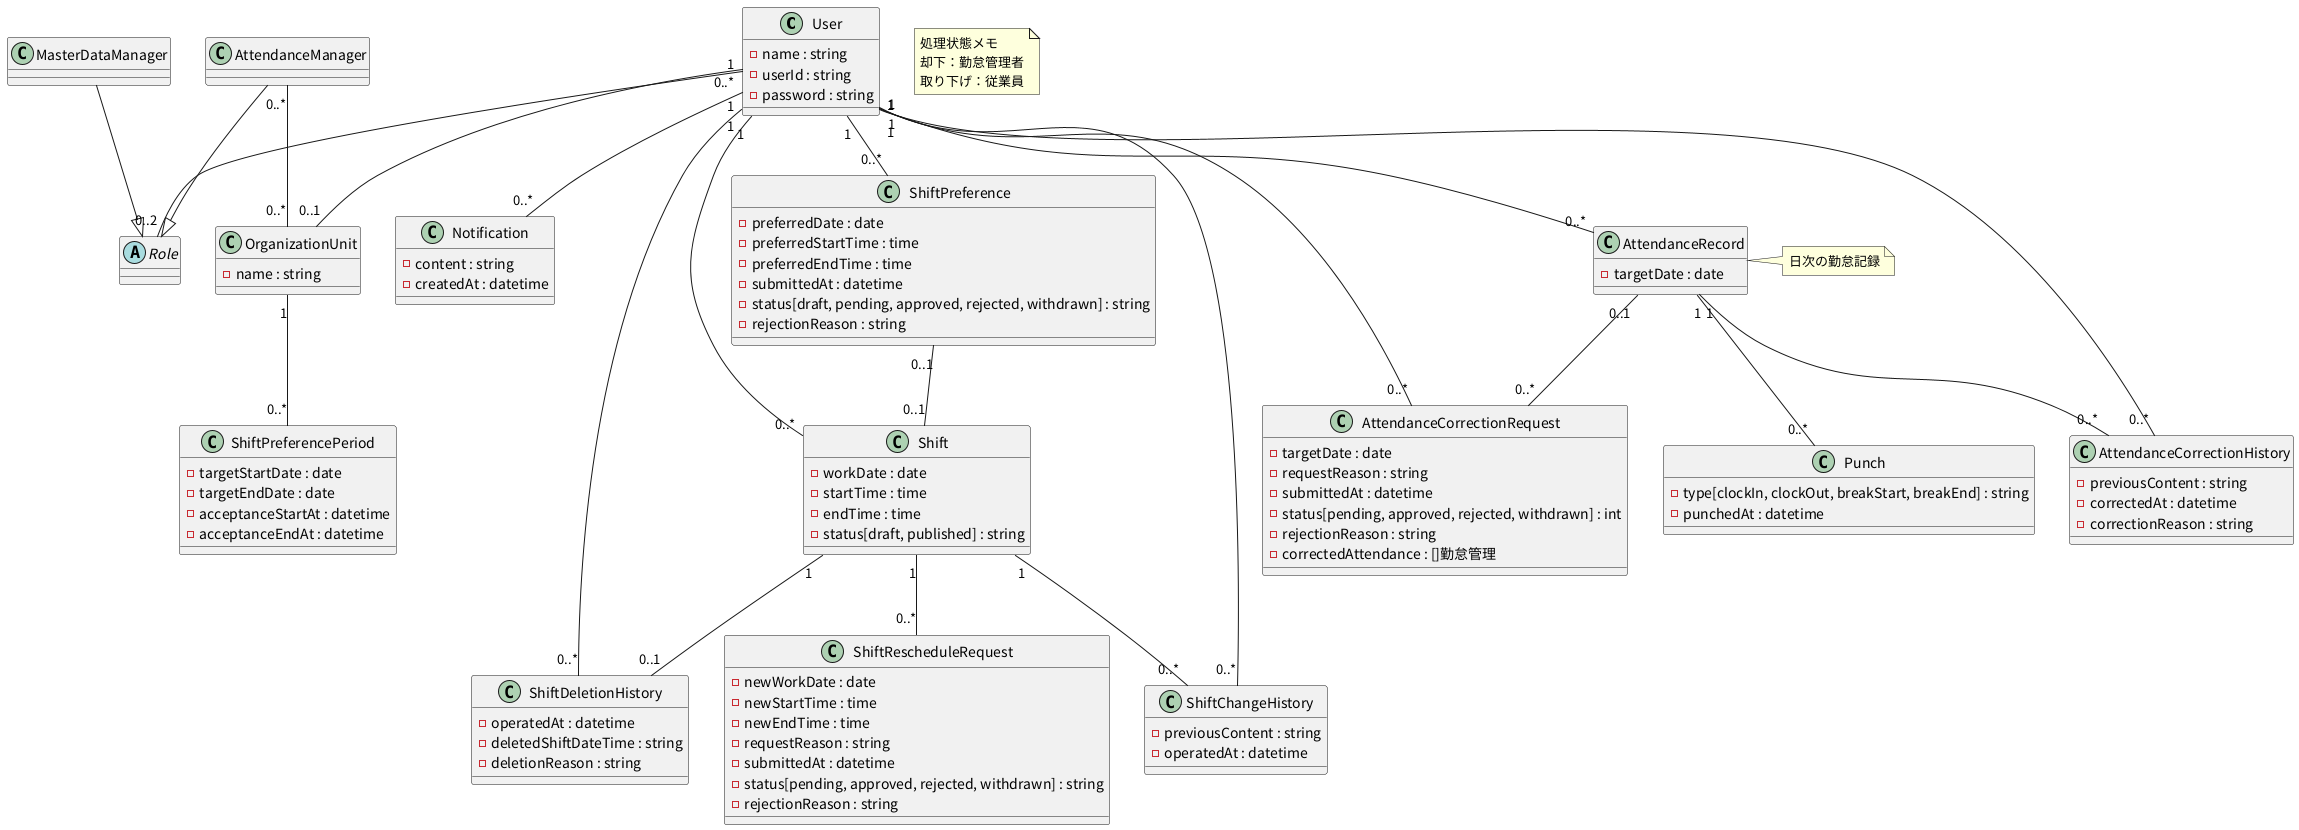 MasterDataManager
AttendanceManager
User
name : string
userId : string
password : string
処理状態メモ
却下：勤怠管理者
取り下げ：従業員
1
0..*
1
1
1
1
1
1
1
0..*
0..*
0..*
0..1
0..2
Role
OrganizationUnit
name : string
0..*
Notification
content : string
createdAt : datetime
0..*
ShiftPreference
preferredDate : date
preferredStartTime : time
preferredEndTime : time
submittedAt : datetime
status[draft, pending, approved, rejected, withdrawn] : string
rejectionReason : string
0..*
AttendanceRecord
targetDate : date
日次の勤怠記録
1
0..*
ShiftPreferencePeriod
targetStartDate : date
targetEndDate : date
acceptanceStartAt : datetime
acceptanceEndAt : datetime
0..1
0..1
0..*
Shift
workDate : date
startTime : time
endTime : time
status[draft, published] : string
0..1
1
1
0..*
0..*
AttendanceCorrectionRequest
targetDate : date
requestReason : string
submittedAt : datetime
status[pending, approved, rejected, withdrawn] : int
rejectionReason : string
correctedAttendance : []勤怠管理
0..*
Punch
type[clockIn, clockOut, breakStart, breakEnd] : string
punchedAt : datetime
0..*
0..*
AttendanceCorrectionHistory
previousContent : string
correctedAt : datetime
correctionReason : string
1
1
1
0..*
0..1
ShiftDeletionHistory
operatedAt : datetime
deletedShiftDateTime : string
deletionReason : string
0..*
ShiftRescheduleRequest
newWorkDate : date
newStartTime : time
newEndTime : time
requestReason : string
submittedAt : datetime
status[pending, approved, rejected, withdrawn] : string
rejectionReason : string
0..*
0..*
ShiftChangeHistory
previousContent : string
operatedAt : datetime